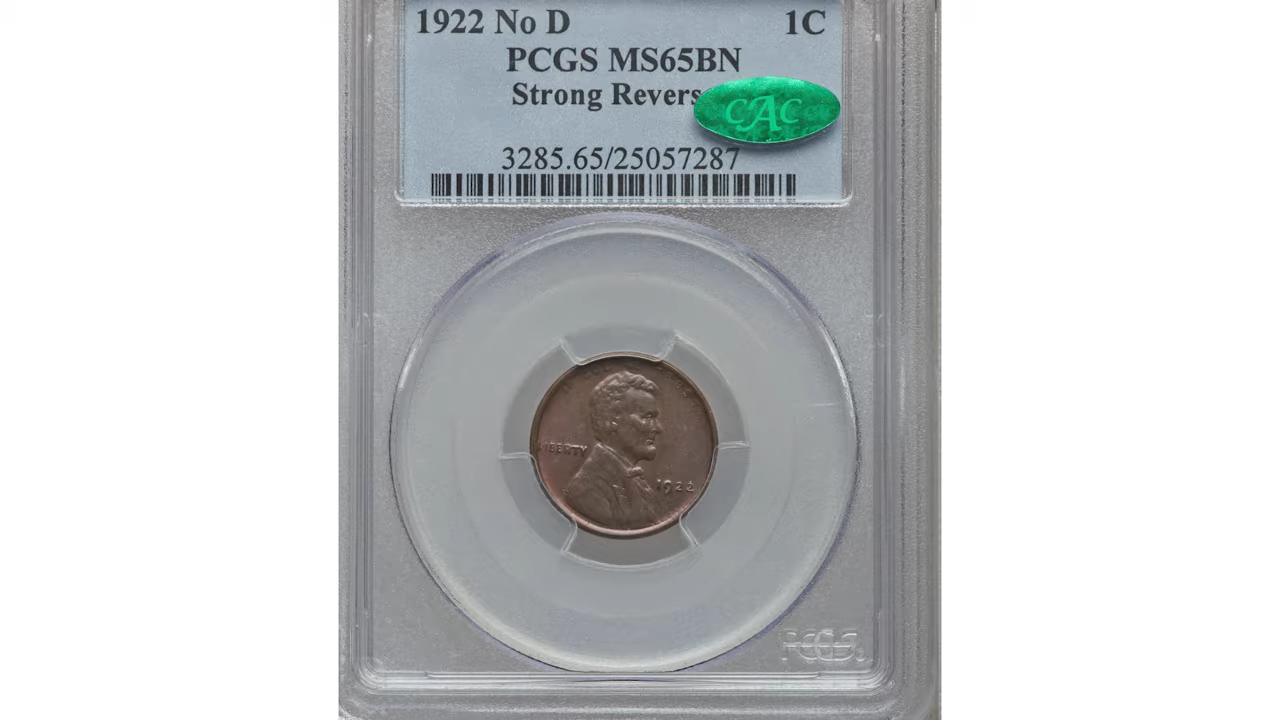 1922 No D 1C
PCGS MS65BN
Strong Revers
CAC
3285.65/25057287
LIBERTY
1922
PCGS